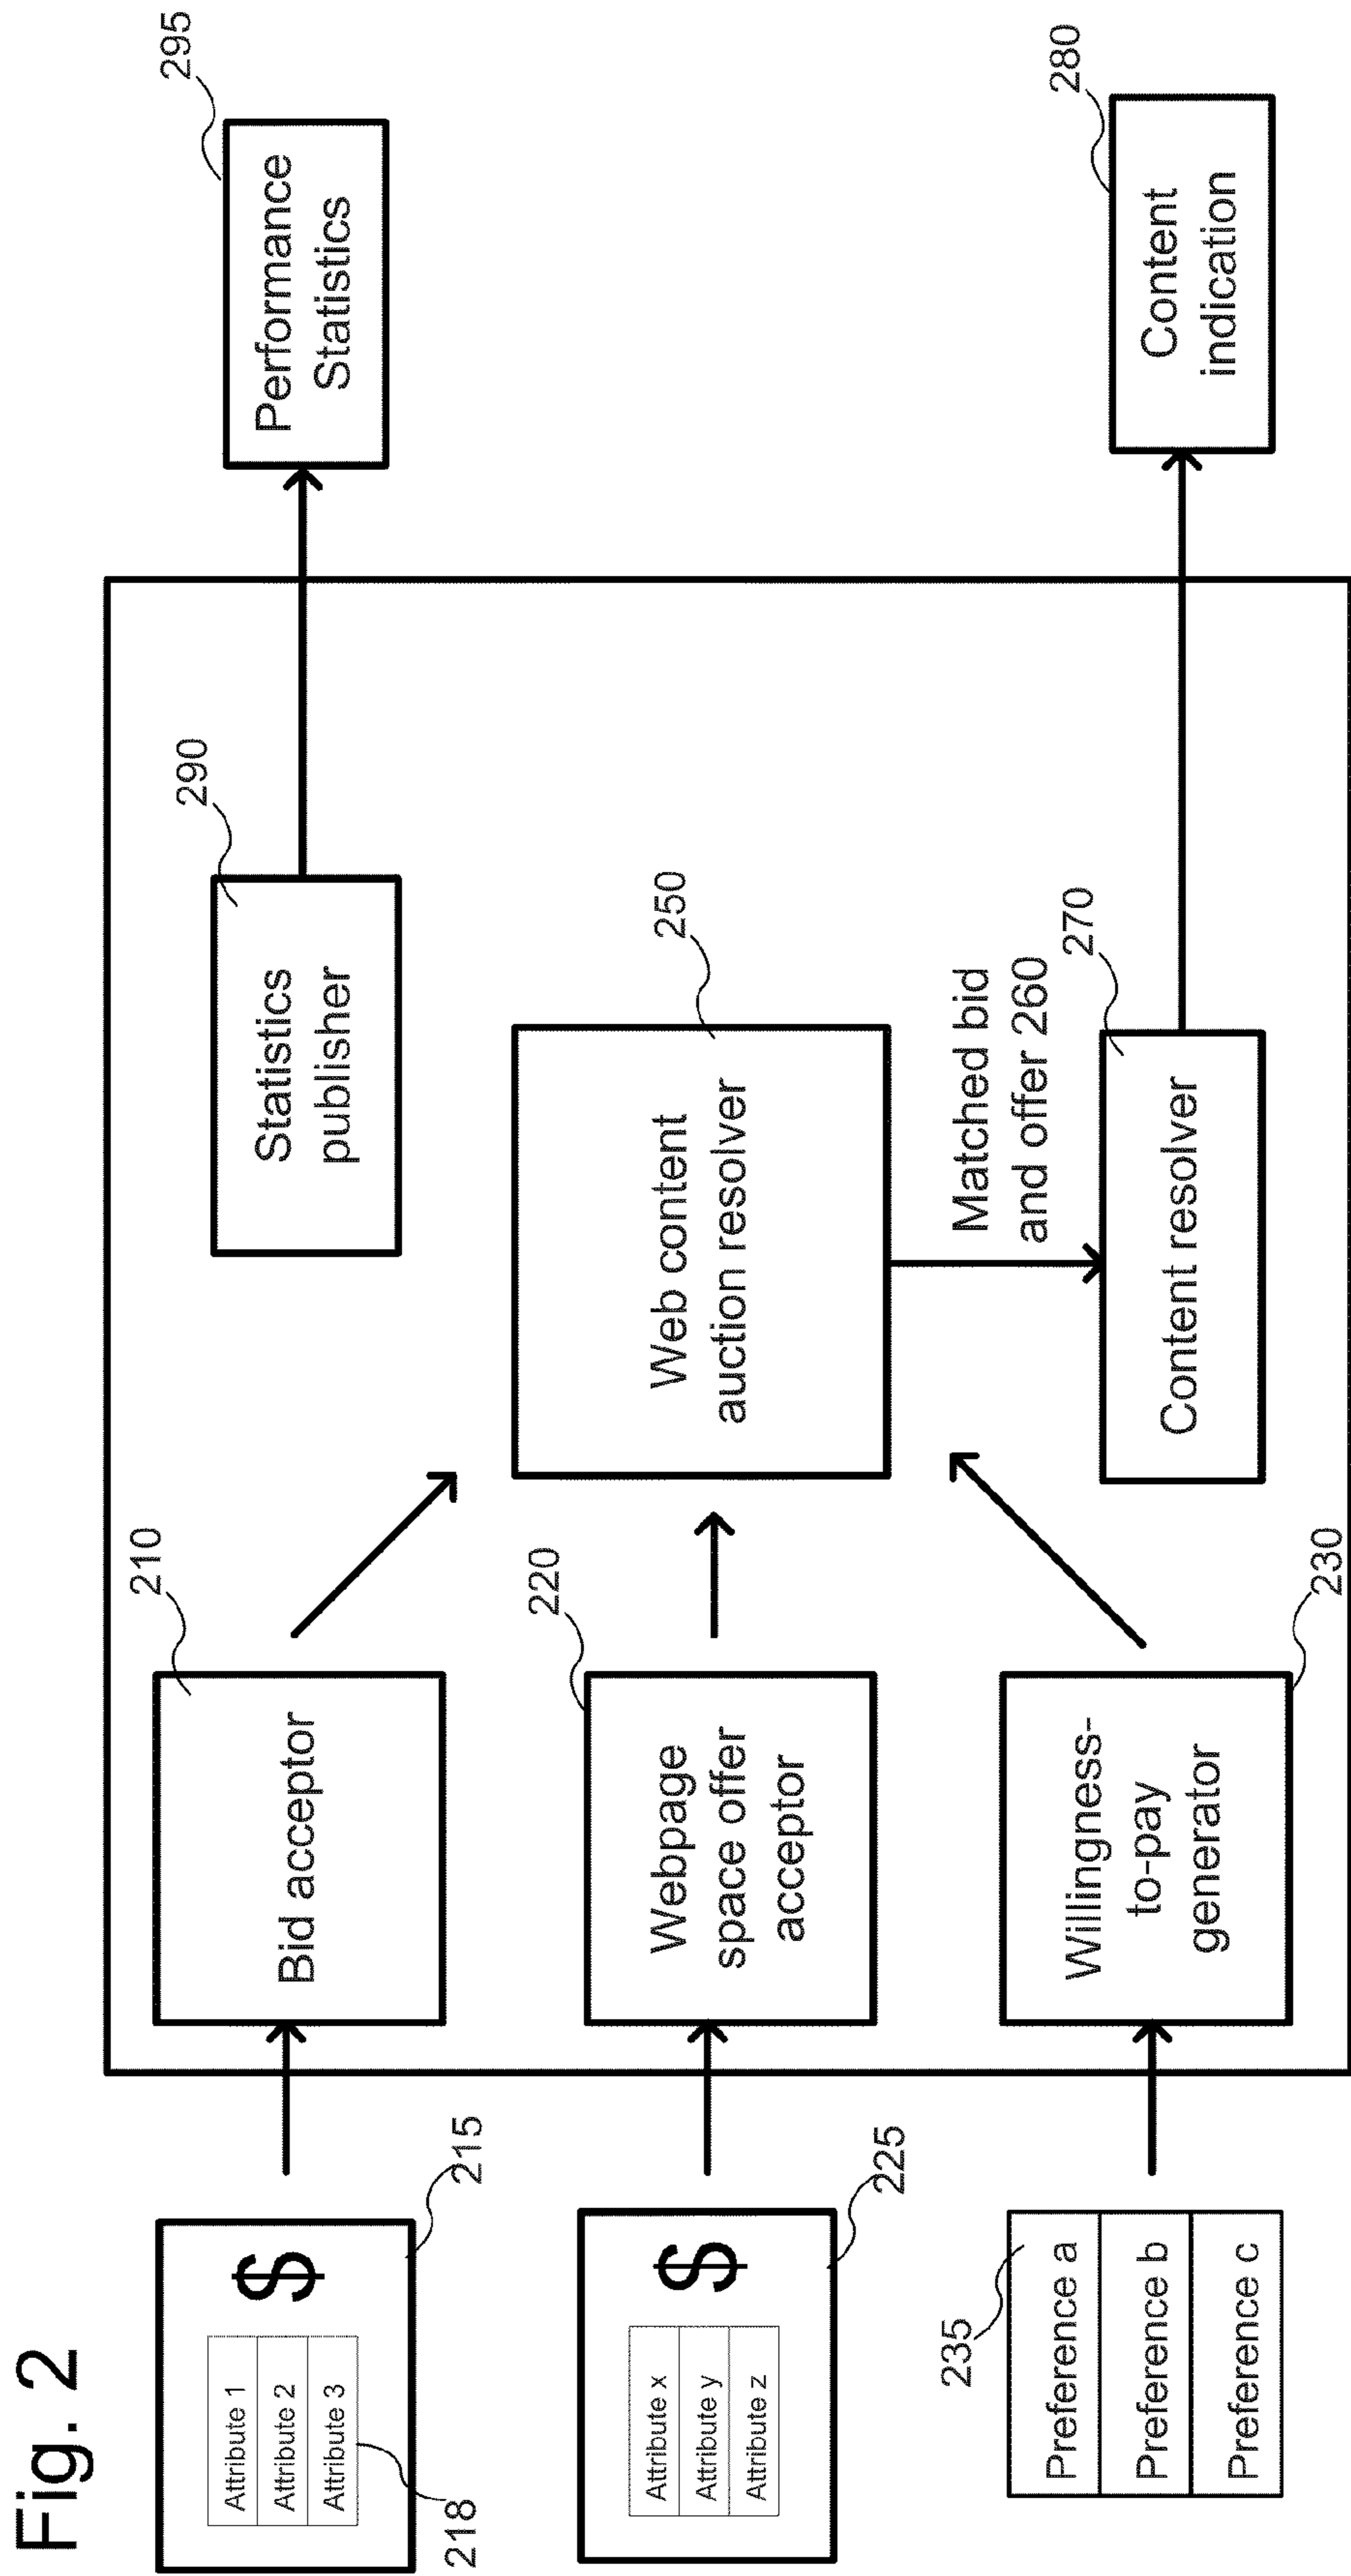 Fig. 2
Attribute 1
Attribute 2
Attribute 3
218
$
215
Bid acceptor
210
Statistics
publisher
290
Performance
Statistics
295
Attribute x
Attribute y
Attribute z
$
225
Webpage
space offer
acceptor
220
Web content
auction resolver
250
Matched bid
and offer 260
235
Preference a
Preference b
Preference c
Willingness-
to-pay
generator
230
Content resolver
270
Content
indication
280